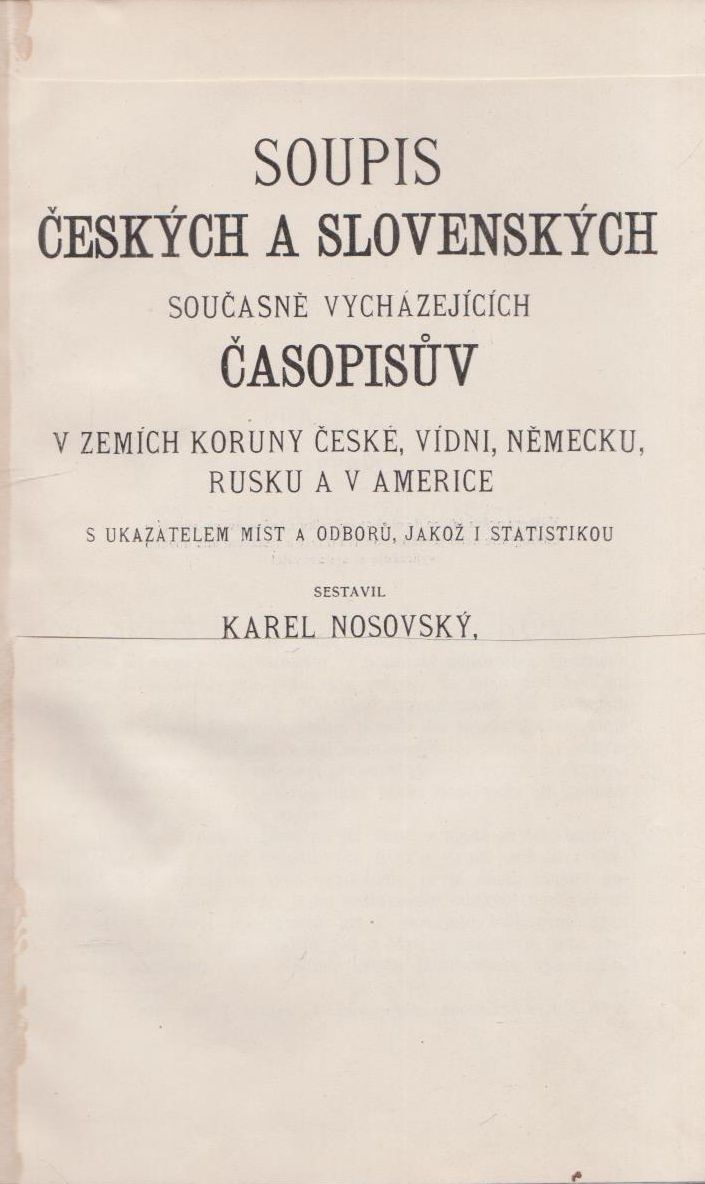 SOUPIS
ČESKÝCH A SLOVENSKÝCH
SOUČASNĚ VYCHÁZEJÍCÍCH
ČASOPISŮV
V ZEMÍCH KORUNY ČESKÉ, VÍDNI, NĚMECKU,
RUSKU A V AMERICE
S UKAZATELEM MÍST A ODBORŮ, JAKOŽ I STATISTIKOU
SESTAVIL
KAREL NOSOVSKÝ,